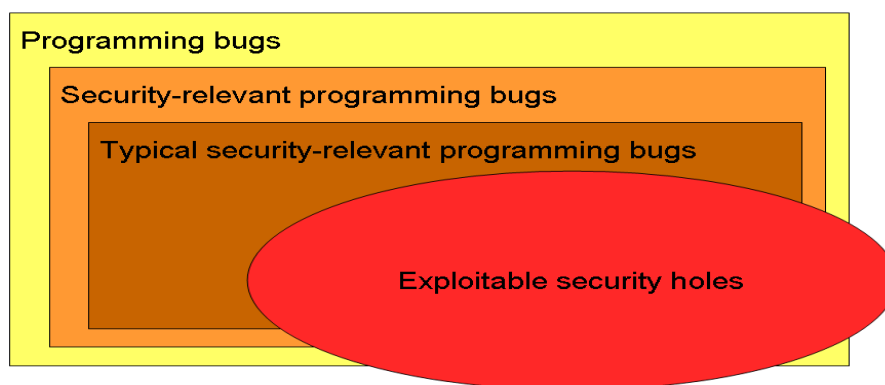 Programming bugs
Security-relevant programming bugs
Typical security-relevant programming bugs
Exploitable security holes